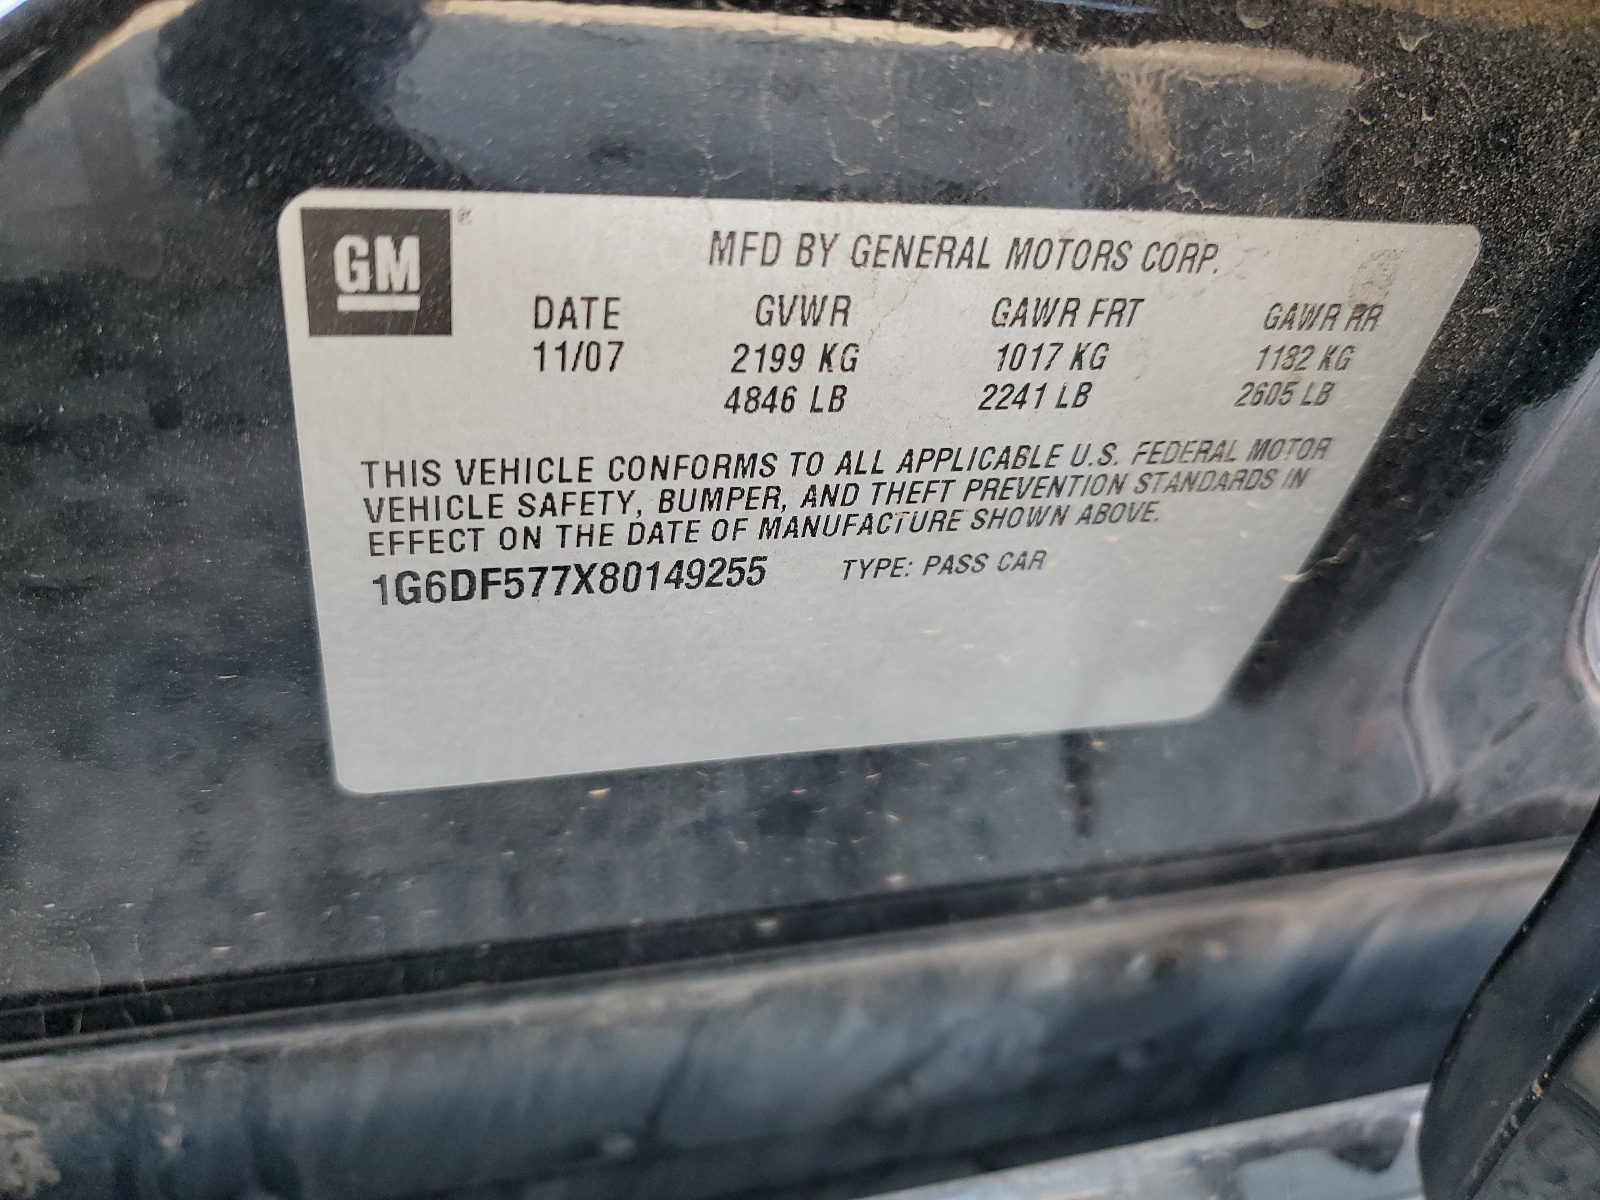 GM ®
MFD BY GENERAL MOTORS CORP.
DATE GVWR GAWR FRT GAWR RR
11/07 2199 KG 1017 KG 1182 KG
4846 LB 2241 LB 2605 LB
THIS VEHICLE CONFORMS TO ALL APPLICABLE U.S. FEDERAL MOTOR
VEHICLE SAFETY, BUMPER, AND THEFT PREVENTION STANDARDS IN
EFFECT ON THE DATE OF MANUFACTURE SHOWN ABOVE.
1G6DF577X80149255 TYPE: PASS CAR